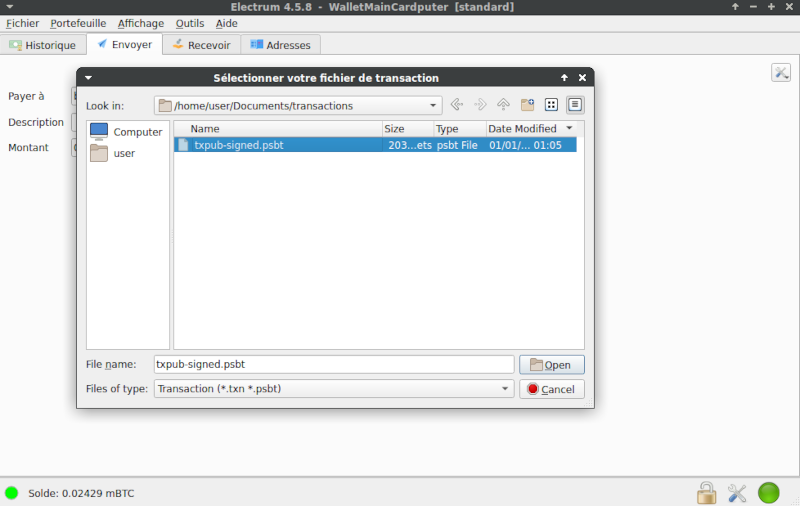 Electrum 4.5.8 - WalletMainCardputer [standard]
Fichier Portefeuille Affichage Outils Aide
Historique Envoyer Recevoir Adresses
Sélectionner votre fichier de transaction
Look in: /home/user/Documents/transactions
Computer
user
Name Size Type Date Modified
txpub-signed.psbt 203...ets psbt File 01/01/... 01:05
Payer à
Description
Montant
File name: txpub-signed.psbt Open
Files of type: Transaction (*.txn *.psbt) Cancel
Solde: 0.02429 mBTC